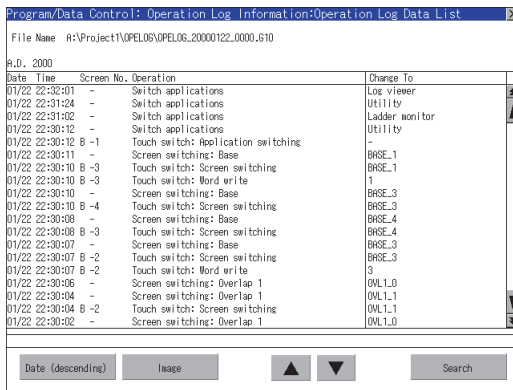 Program/Data Control: Operation Log Information:Operation Log Data List
File Name A:\Project1\OPELOG\OPELOG_20000122_0000.G10
A.D. 2000
Date Time Screen No. Operation Change To
01/22 22:32:01 - Switch applications Log viewer
01/22 22:31:24 - Switch applications Utility
01/22 22:31:02 - Switch applications Ladder monitor
01/22 22:30:12 - Switch applications Utility
01/22 22:30:12 B -1 Touch switch: Application switching -
01/22 22:30:11 - Screen switching: Base BASE_1
01/22 22:30:10 B -3 Touch switch: Screen switching BASE_1
01/22 22:30:10 B -3 Touch switch: Word write 1
01/22 22:30:10 - Screen switching: Base BASE_3
01/22 22:30:10 B -4 Touch switch: Screen switching BASE_3
01/22 22:30:08 - Screen switching: Base BASE_4
01/22 22:30:08 B -3 Touch switch: Screen switching BASE_4
01/22 22:30:07 - Screen switching: Base BASE_3
01/22 22:30:07 B -2 Touch switch: Screen switching BASE_3
01/22 22:30:07 B -2 Touch switch: Word write 3
01/22 22:30:06 - Screen switching: Overlap 1 OVL1_0
01/22 22:30:04 - Screen switching: Overlap 1 OVL1_1
01/22 22:30:04 B -2 Touch switch: Screen switching OVL1_1
01/22 22:30:02 - Screen switching: Overlap 1 OVL1_0
Date (descending) Image ▲ ▼ Search